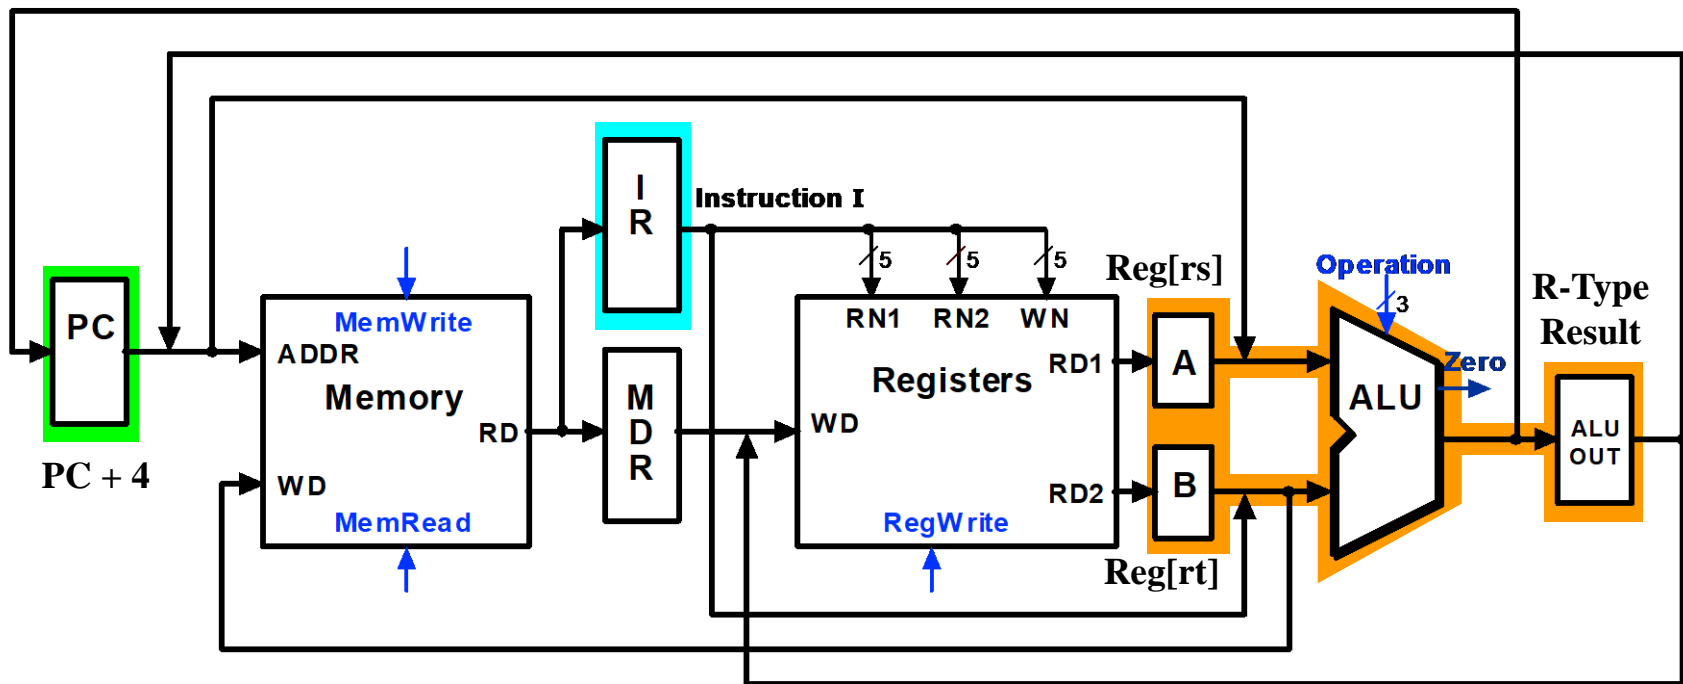 PC
PC + 4
MemWrite
ADDR
Memory
RD
WD
MemRead
I
R
Instruction I
M
D
R
5
5
5
RN1
RN2
WN
RD1
Registers
WD
RD2
RegWrite
Reg[rs]
A
B
Reg[rt]
Operation
3
Zero
ALU
R-Type
Result
ALU
OUT